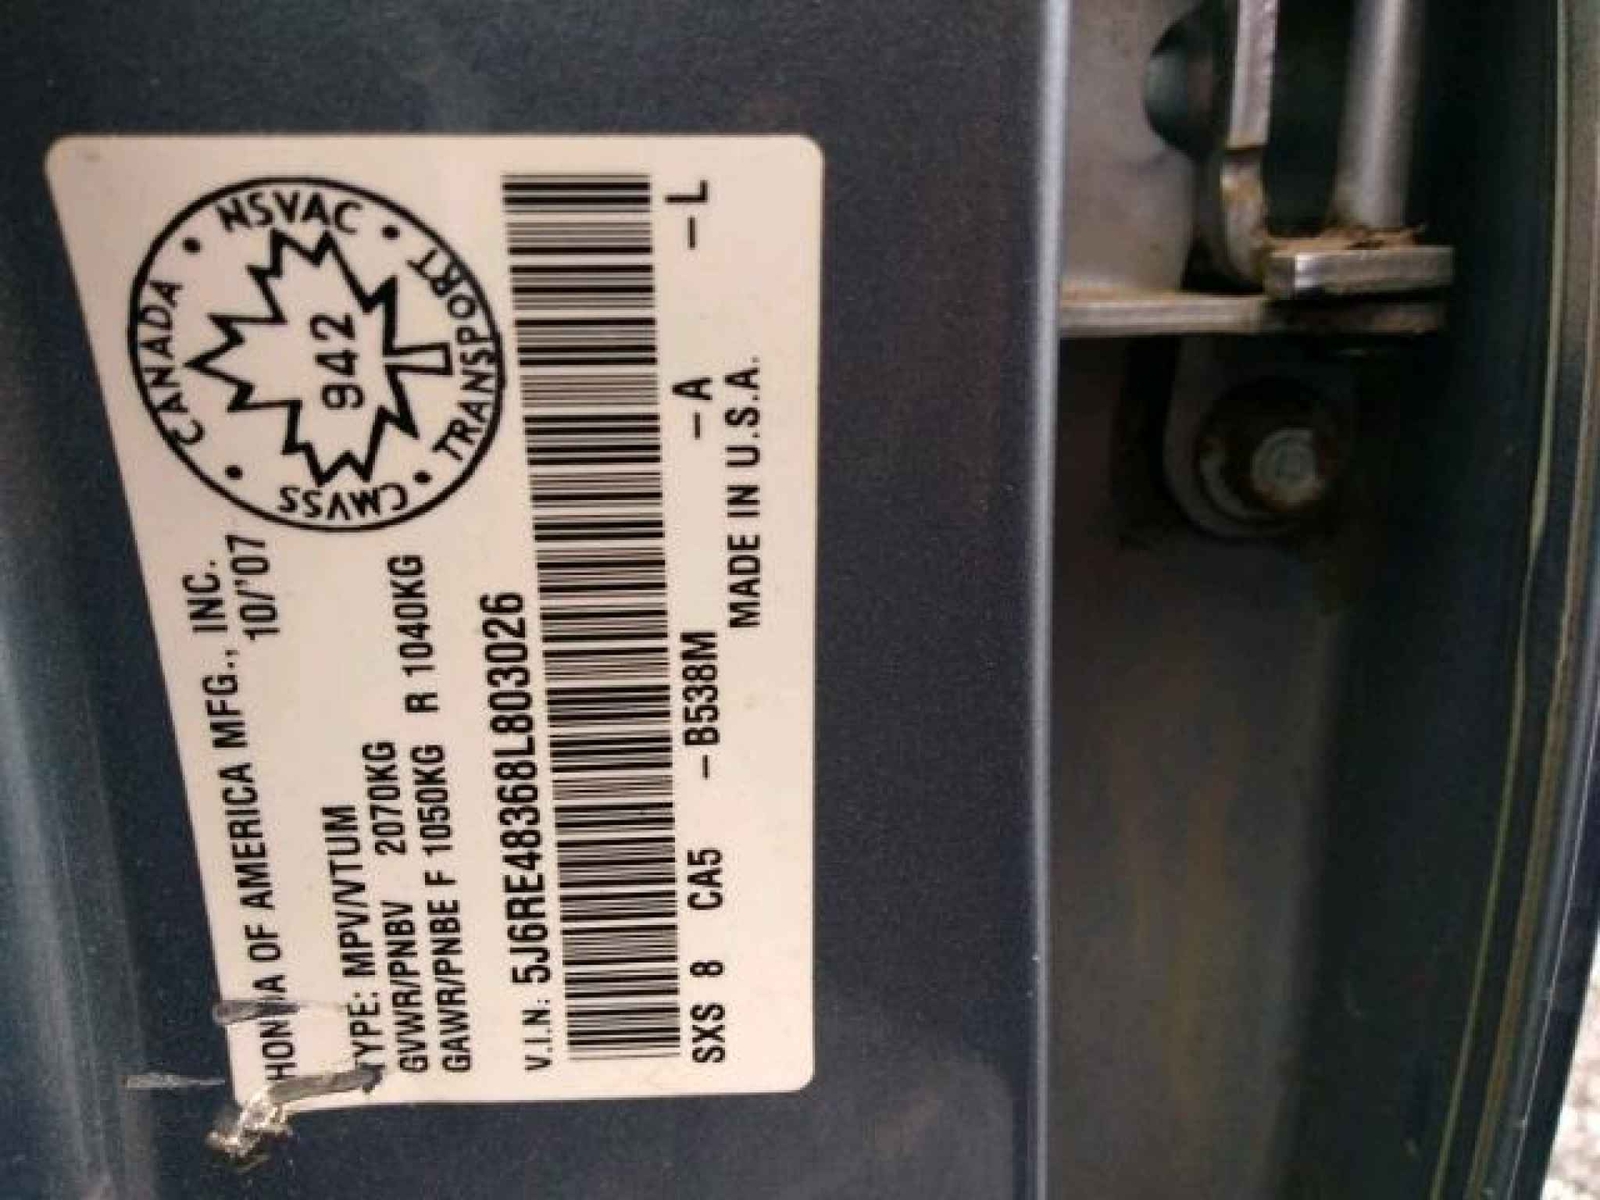 HONDA OF AMERICA MFG., INC.
10/'07
TYPE: MPV/VTUM
GVWR/PNBV 2070KG
GAWR/PNBE F 1050KG R 1040KG
V.I.N: 5J6RE48368L803026
SXS 8 CA5 -B538M -A -L
MADE IN U.S.A.
CANADA • NSVAC • TRANSPORT • CMVSS •
942